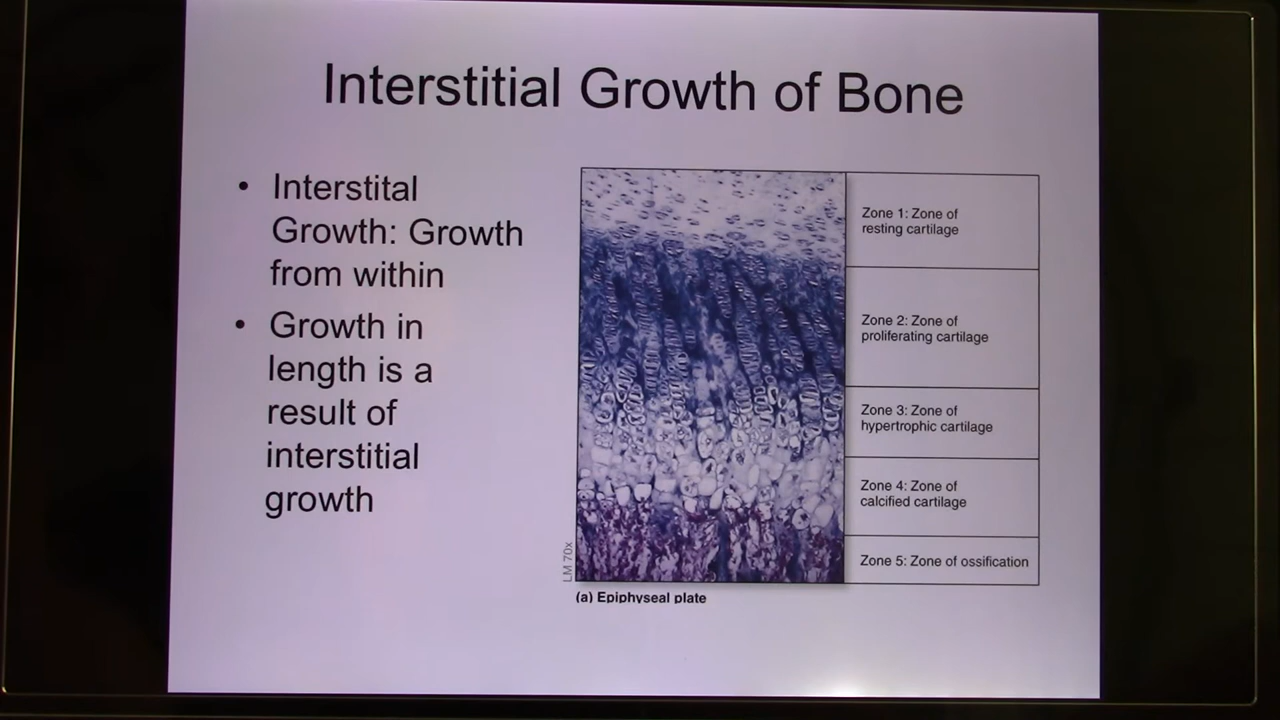 Interstitial Growth of Bone
• Interstital
Growth: Growth
from within
• Growth in
length is a
result of
interstitial
growth
Zone 1: Zone of
resting cartilage
Zone 2: Zone of
proliferating cartilage
Zone 3: Zone of
hypertrophic cartilage
Zone 4: Zone of
calcified cartilage
Zone 5: Zone of ossification
LM 70x
(a) Epiphyseal plate